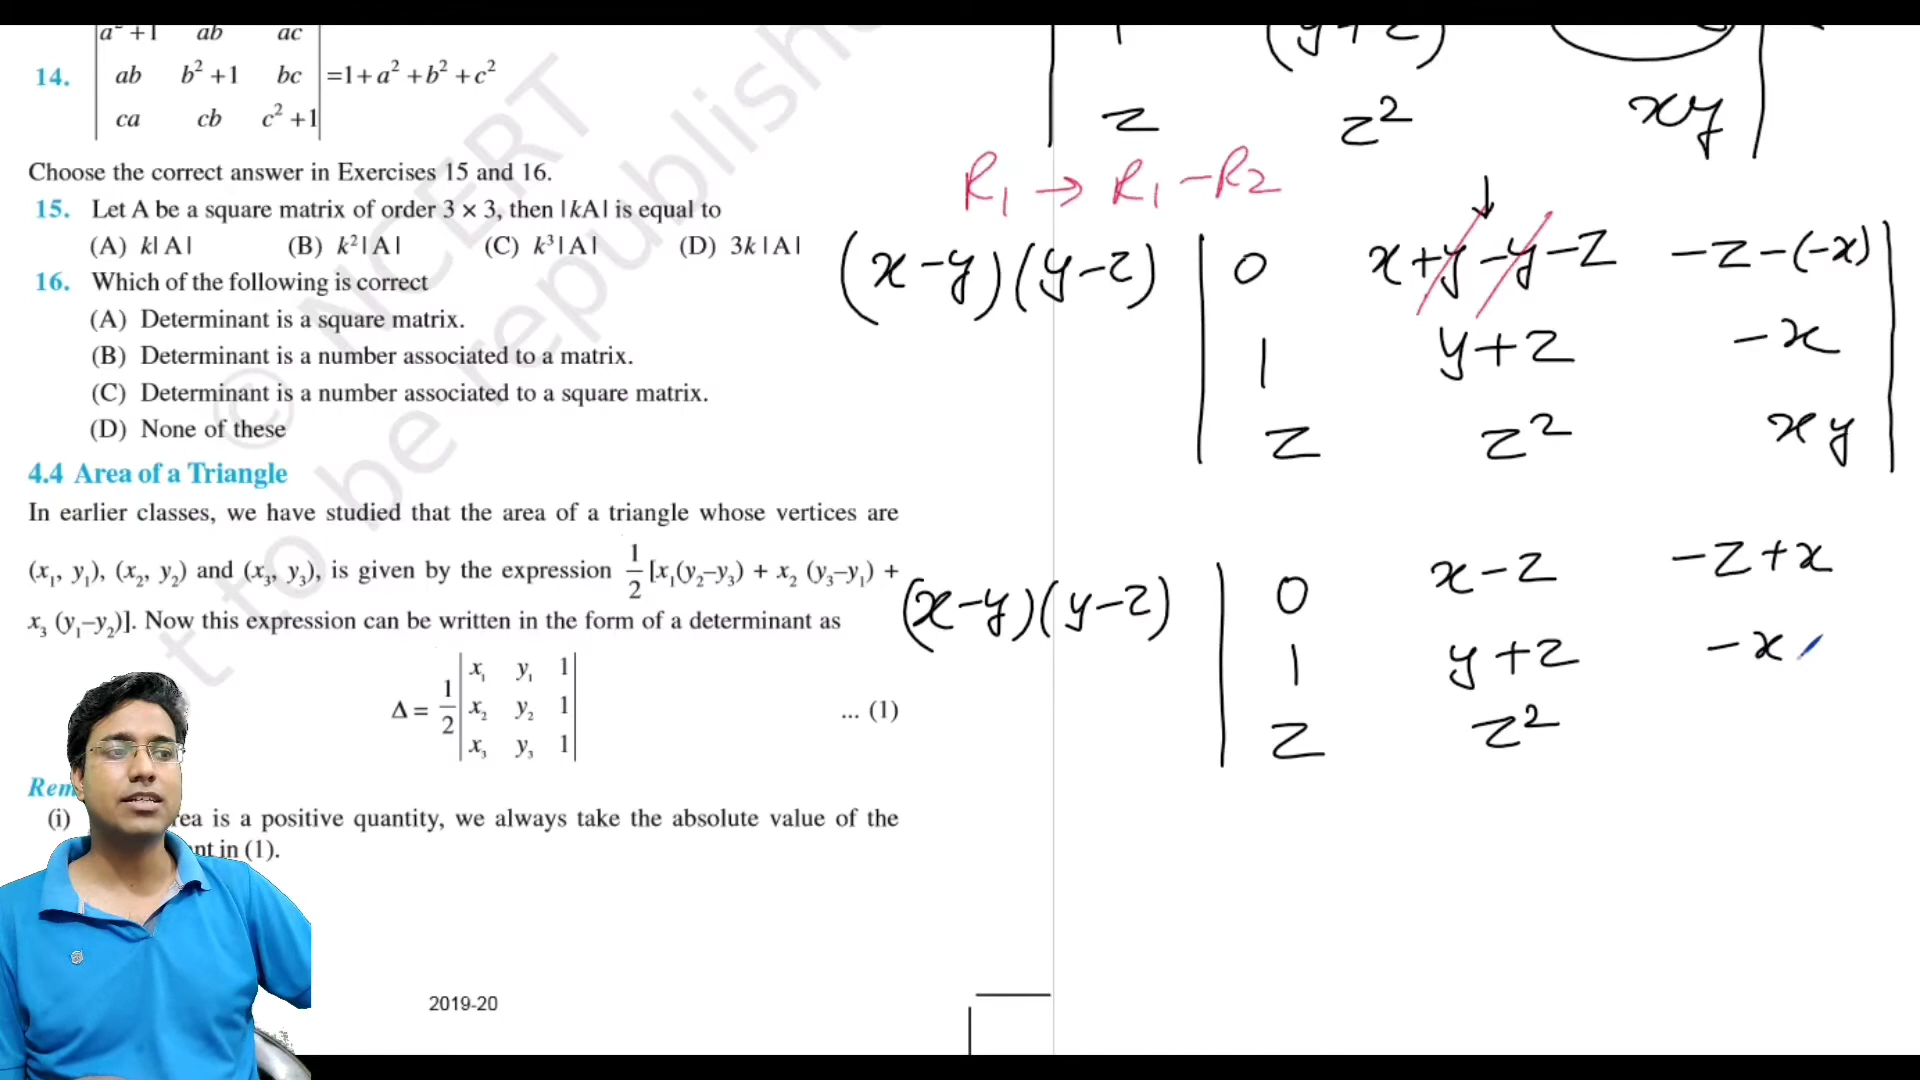 a² +1 ab ac
14. ab b² +1 bc =1+a² +b² +c²
ca cb c² +1
Choose the correct answer in Exercises 15 and 16.
15. Let A be a square matrix of order 3 × 3, then |kA| is equal to
(A) k| A| (B) k² | A| (C) k³ | A| (D) 3k | A|
16. Which of the following is correct
(A) Determinant is a square matrix.
(B) Determinant is a number associated to a matrix.
(C) Determinant is a number associated to a square matrix.
(D) None of these
4.4 Area of a Triangle
In earlier classes, we have studied that the area of a triangle whose vertices are
(x₁, y₁), (x₂, y₂) and (x₃, y₃), is given by the expression 1/2 [x₁(y₂–y₃) + x₂ (y₃–y₁) +
x₃ (y₁–y₂)]. Now this expression can be written in the form of a determinant as
x₁ y₁ 1
Δ = 1/2 x₂ y₂ 1 ... (1)
x₃ y₃ 1
(i)
is a positive quantity, we always take the absolute value of the
in (1).
2019-20
© NCERT
not to be republished
1 (y+z)
z z² xy
R₁ → R₁ -R₂
(x-y)(y-z) | 0 x+y-y-z -z-(-x) |
1 y+z -x
z z² xy
(x-y)(y-z) | 0 x-z -z+x
1 y+z -x
z z²